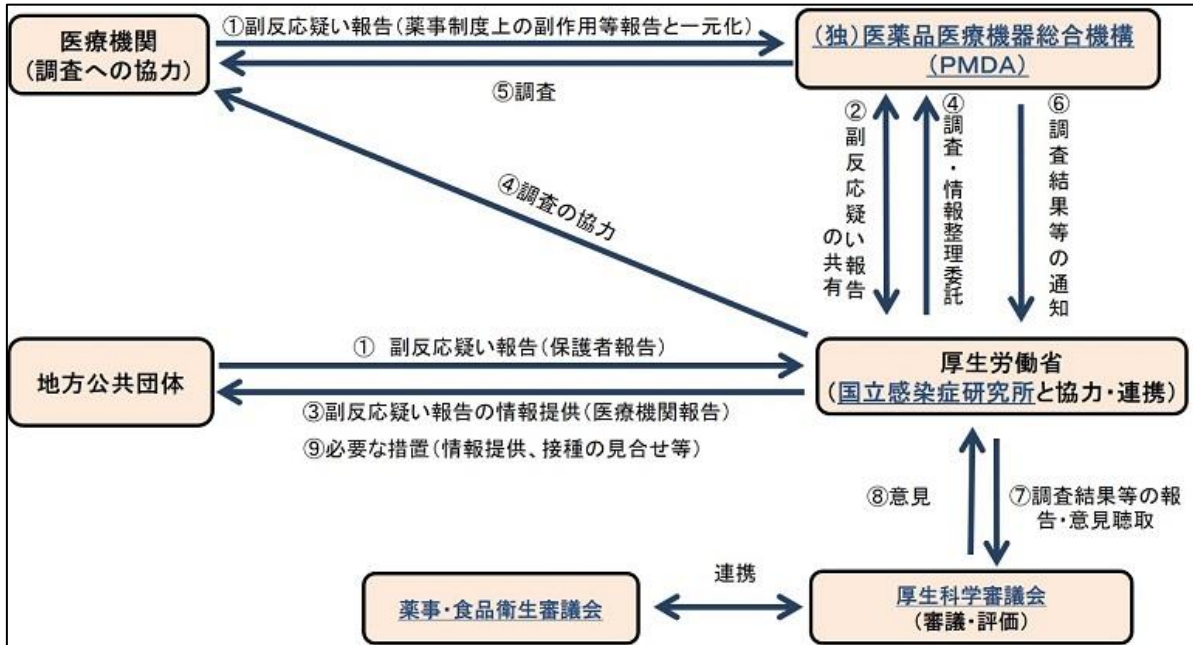 医療機関
(調査への協力)
①副反応疑い報告(薬事制度上の副作用等報告と一元化)
(独)医薬品医療機器総合機構
(PMDA)
⑤調査
②副反応疑い報告
の共有
④調査・情報整理委託
⑥調査結果等の通知
④調査の協力
地方公共団体
① 副反応疑い報告(保護者報告)
厚生労働省
(国立感染症研究所と協力・連携)
③副反応疑い報告の情報提供(医療機関報告)
⑨必要な措置(情報提供、接種の見合せ等)
⑧意見
⑦調査結果等の報
告・意見聴取
薬事・食品衛生審議会
連携
厚生科学審議会
(審議・評価)